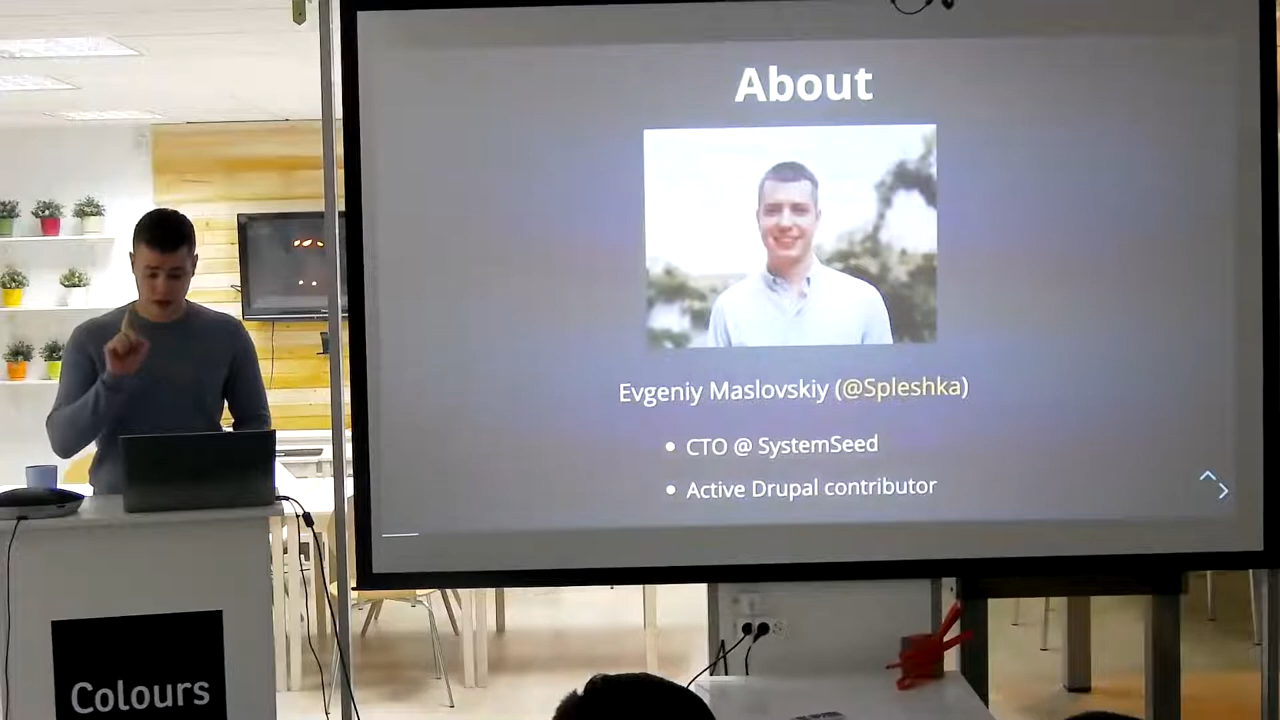 About
Evgeniy Maslovskiy (@Spleshka)
CTO @ SystemSeed
Active Drupal contributor
Colours